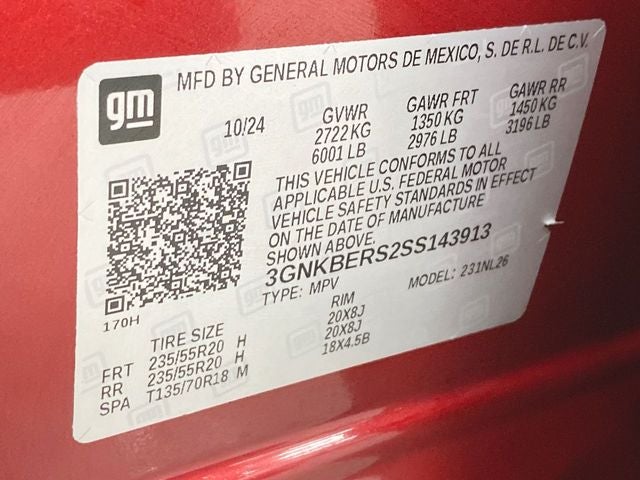 gm
MFD BY GENERAL MOTORS DE MEXICO, S. DE R.L. DE C.V.
10/24 GVWR GAWR FRT GAWR RR
2722 KG 1350 KG 1450 KG
6001 LB 2976 LB 3196 LB
THIS VEHICLE CONFORMS TO ALL
APPLICABLE U.S. FEDERAL MOTOR
VEHICLE SAFETY STANDARDS IN EFFECT
ON THE DATE OF MANUFACTURE
SHOWN ABOVE.
3GNKBERS2SS143913
TYPE: MPV MODEL: 231NL26
170H
TIRE SIZE RIM
FRT 235/55R20 H 20X8J
RR 235/55R20 H 20X8J
SPA T135/70R18 M 18X4.5B